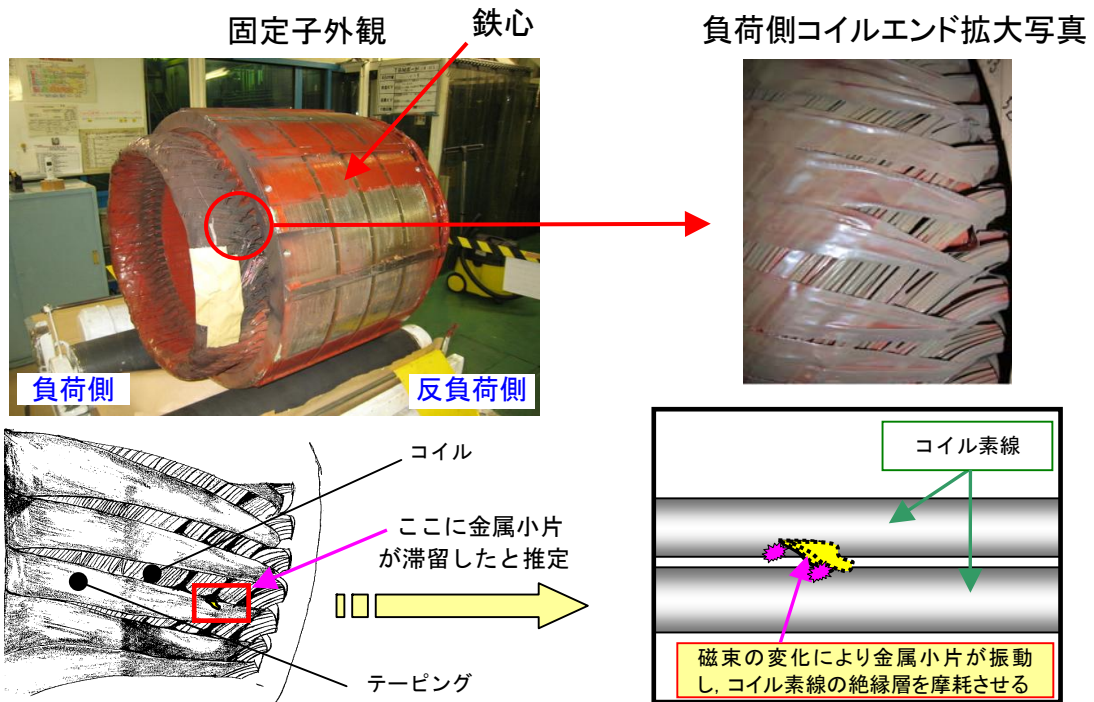 固定子外観
鉄心
負荷側コイルエンド拡大写真
負荷側
反負荷側
コイル
ここに金属小片
が滞留したと推定
テーピング
コイル素線
磁束の変化により金属小片が振動
し，コイル素線の絶縁層を摩耗させる